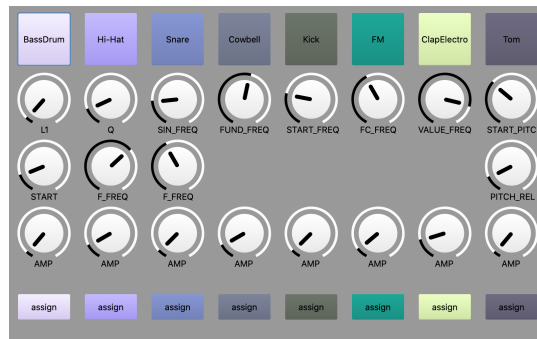 BassDrum Hi-Hat Snare Cowbell Kick FM ClapElectro Tom
L1 Q SIN_FREQ FUND_FREQ START_FREQ FC_FREQ VALUE_FREQ START_PITC
START F_FREQ F_FREQ PITCH_REL
AMP AMP AMP AMP AMP AMP AMP AMP
assign assign assign assign assign assign assign assign